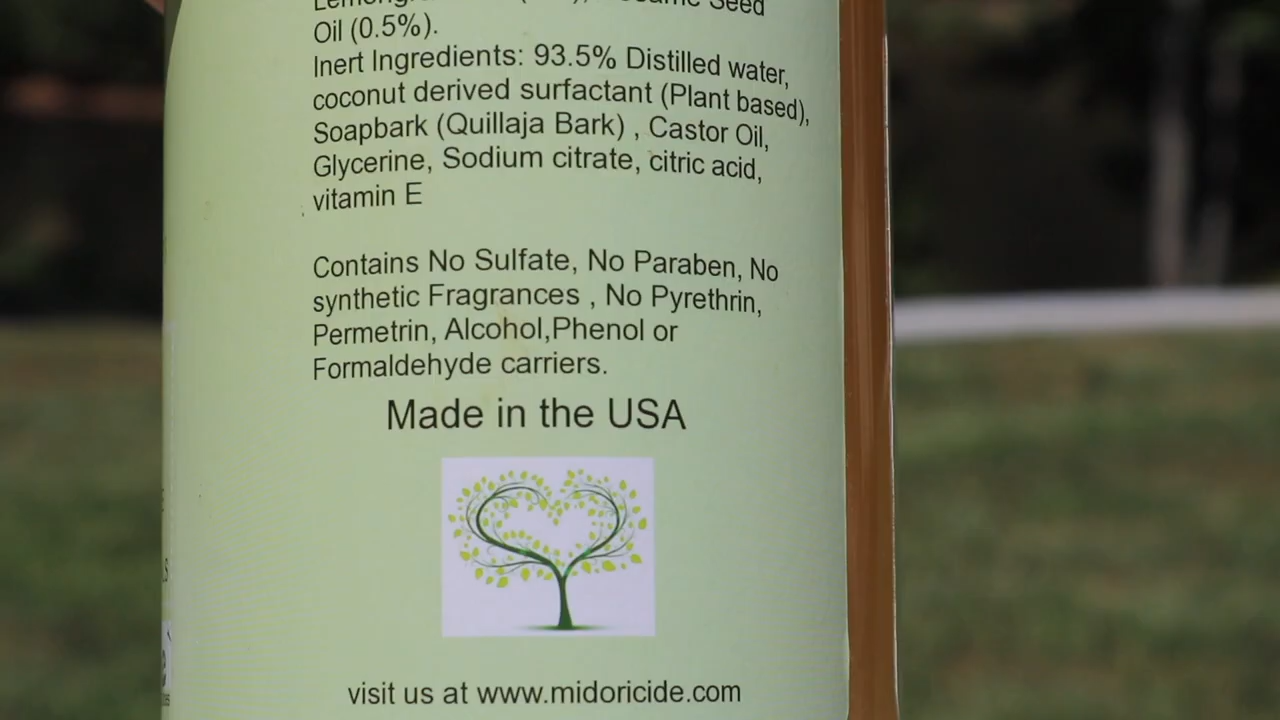 Seed
Oil (0.5%).
Inert Ingredients: 93.5% Distilled water,
coconut derived surfactant (Plant based),
Soapbark (Quillaja Bark) , Castor Oil,
Glycerine, Sodium citrate, citric acid,
vitamin E
Contains No Sulfate, No Paraben, No
synthetic Fragrances , No Pyrethrin,
Permetrin, Alcohol,Phenol or
Formaldehyde carriers.
Made in the USA
visit us at www.midoricide.com